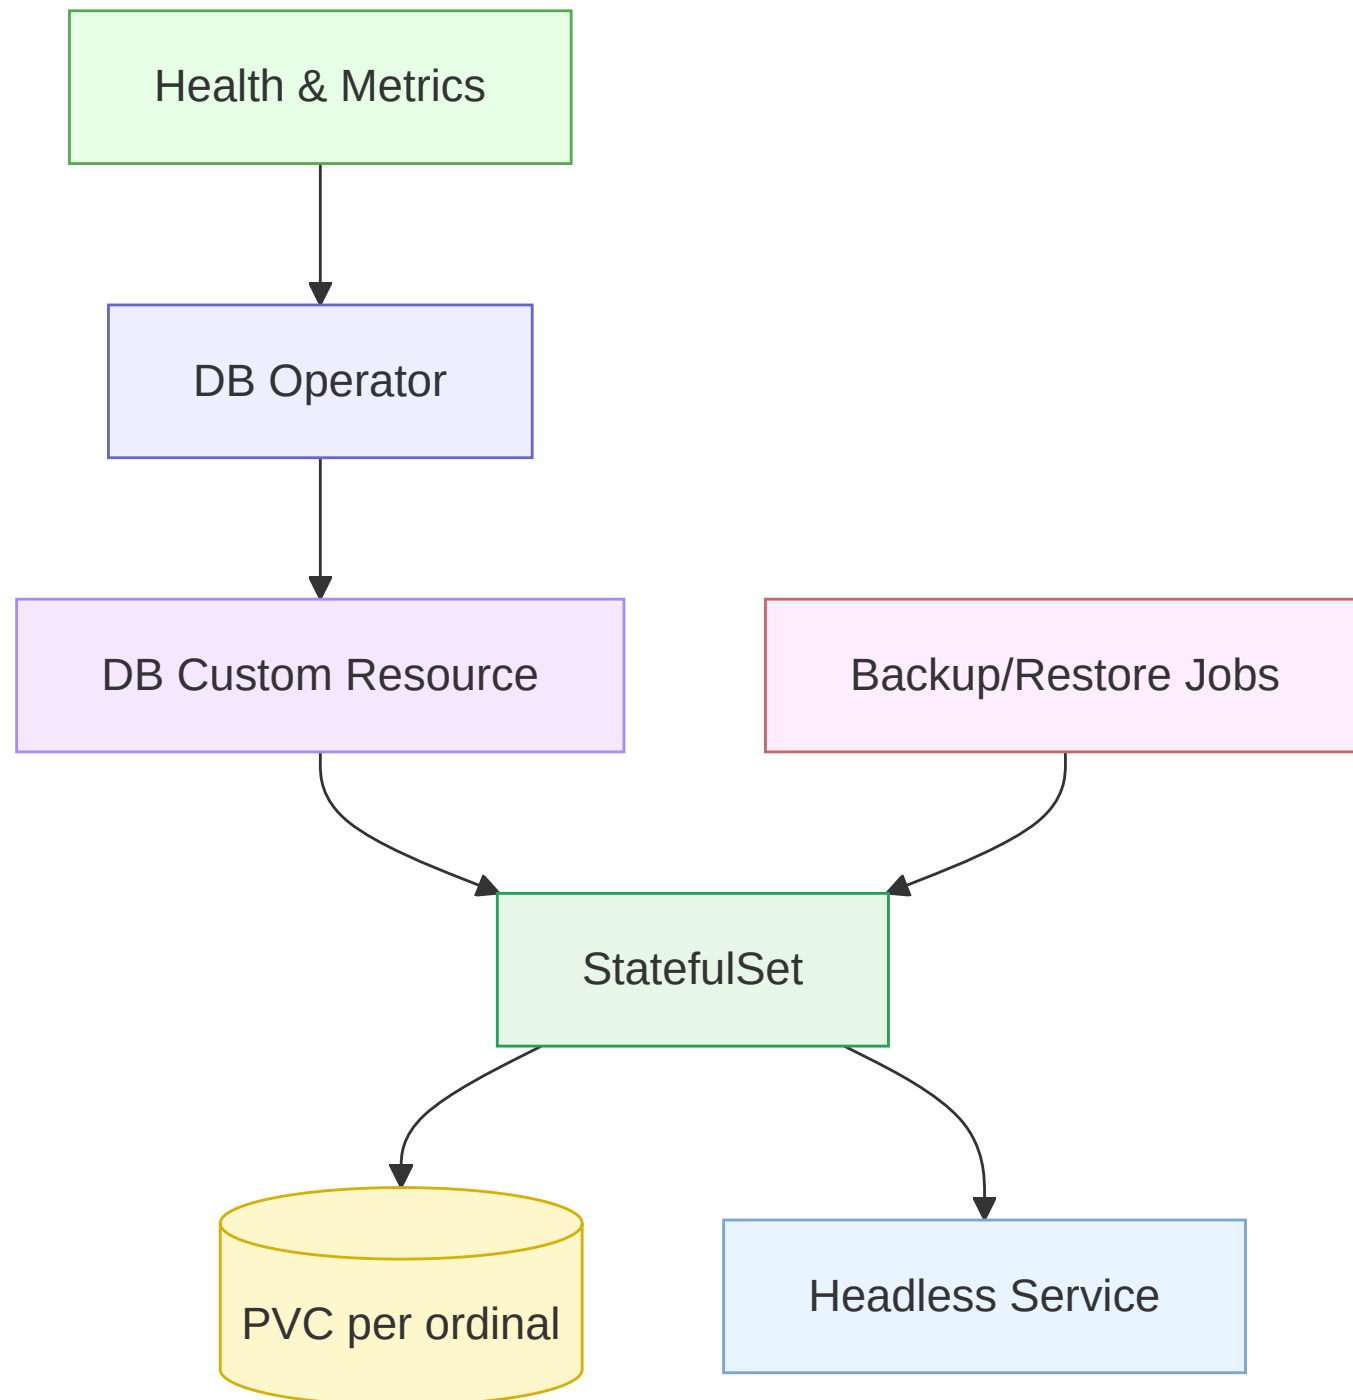 Health & Metrics
DB Operator
DB Custom Resource
Backup/Restore Jobs
StatefulSet
PVC per ordinal
Headless Service